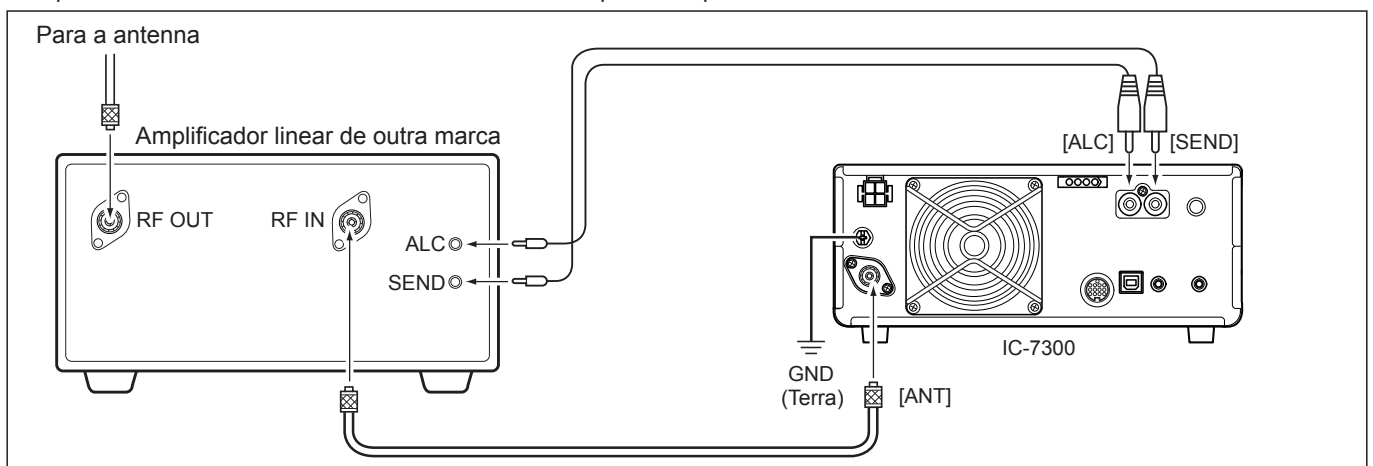 Para a antenna
Amplificador linear de outra marca
[ALC]
[SEND]
RF OUT
RF IN
ALC
SEND
IC-7300
GND
(Terra)
[ANT]